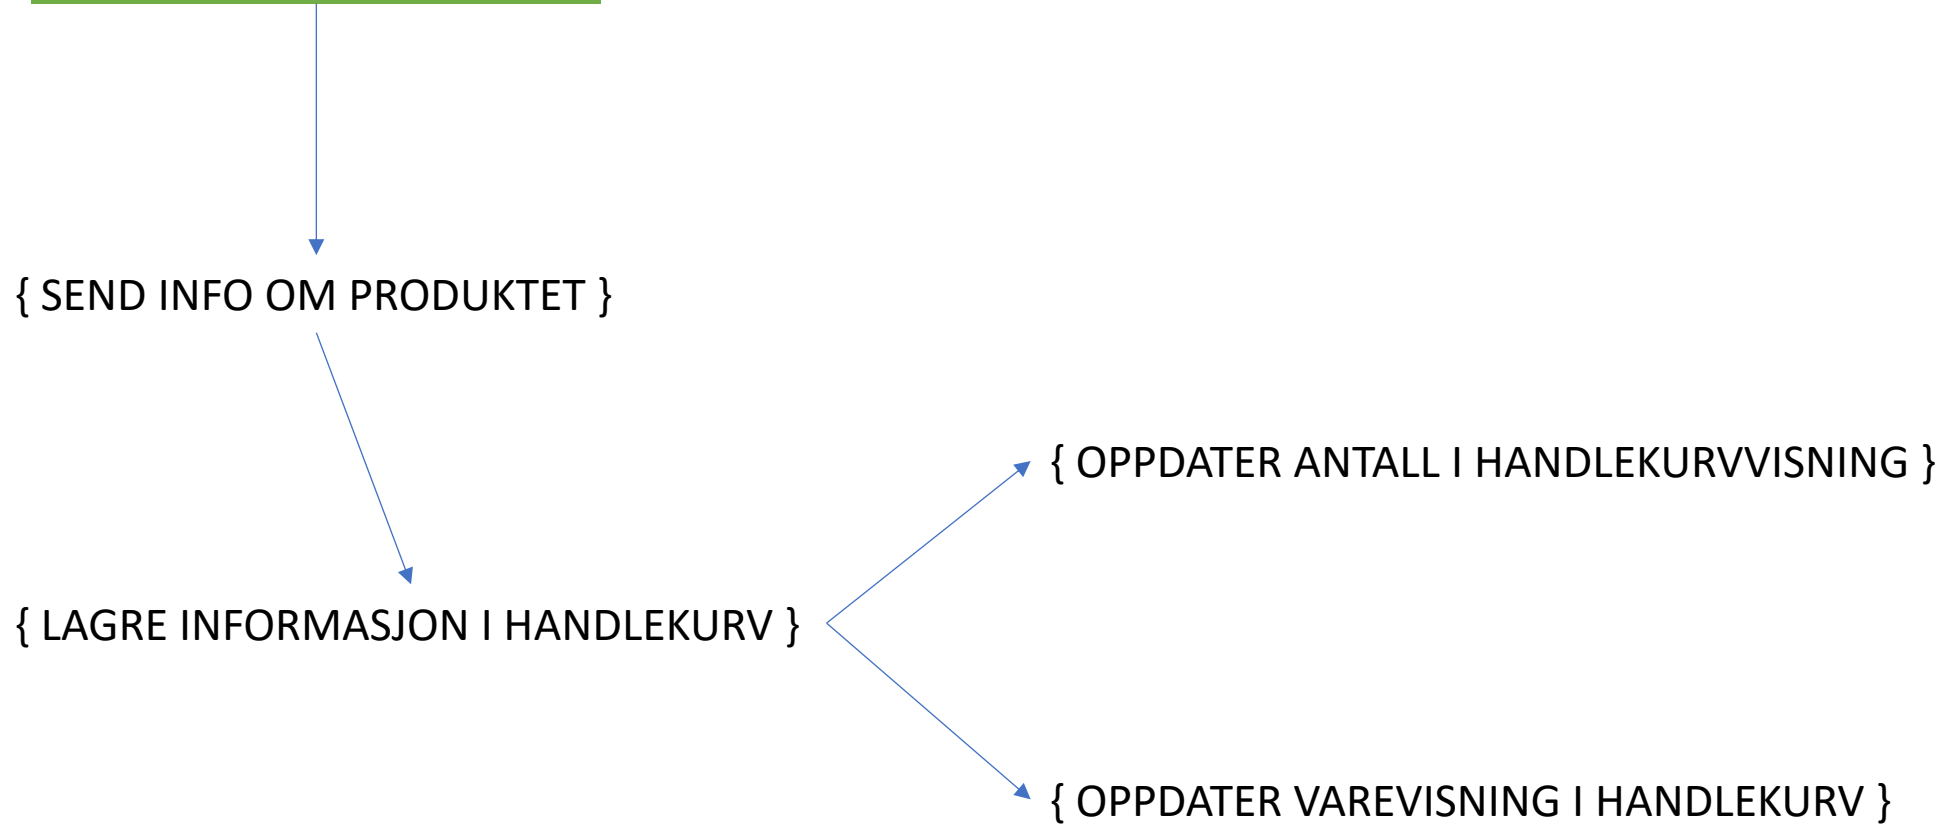 { SEND INFO OM PRODUKTET }
{ OPPDATER ANTALL I HANDLEKURVVISNING }
{ LAGRE INFORMASJON I HANDLEKURV }
{ OPPDATER VAREVISNING I HANDLEKURV }